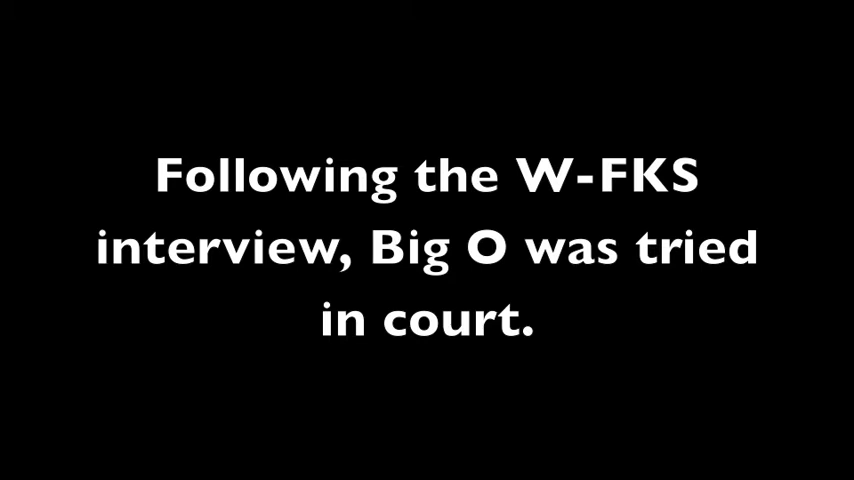 Following the W-FKS
interview, Big O was tried
in court.